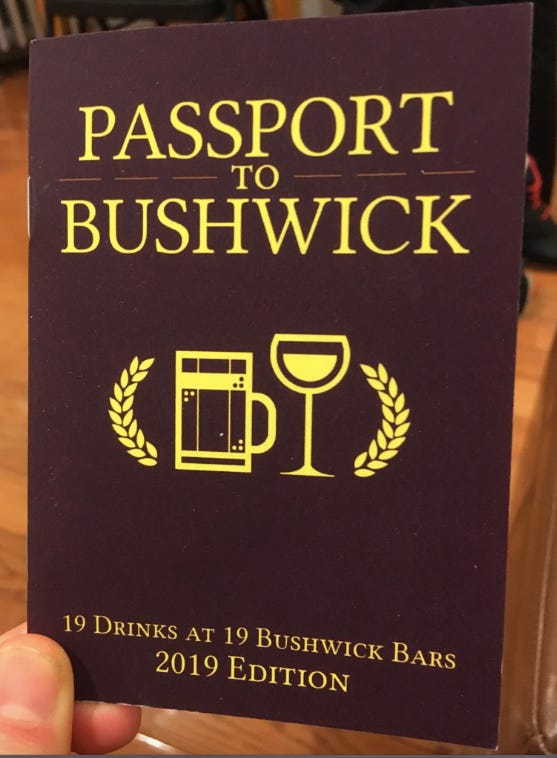 PASSPORT
TO
BUSHWICK
19 DRINKS AT 19 BUSHWICK BARS
2019 EDITION